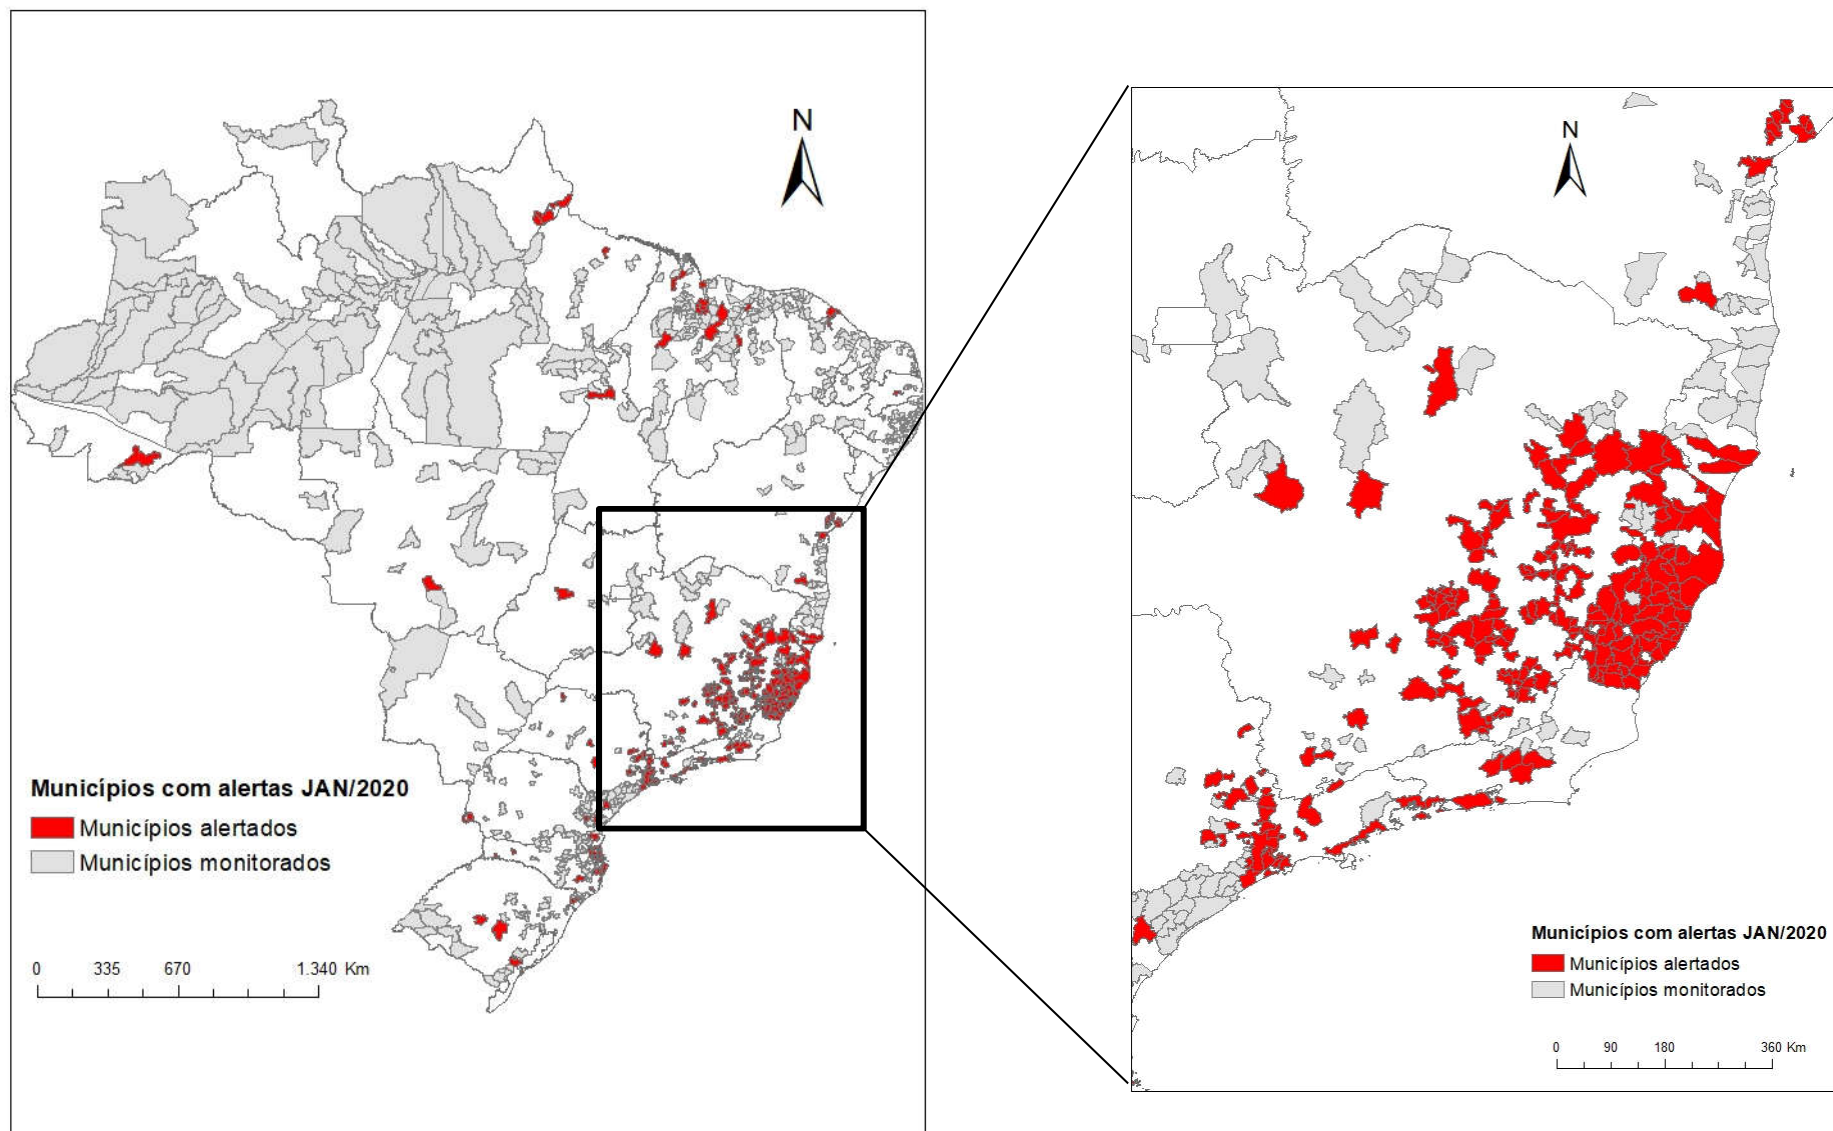 N
Municípios com alertas JAN/2020
Municípios alertados
Municípios monitorados
0 335 670 1.340 Km
N
Municípios com alertas JAN/2020
Municípios alertados
Municípios monitorados
0 90 180 360 Km